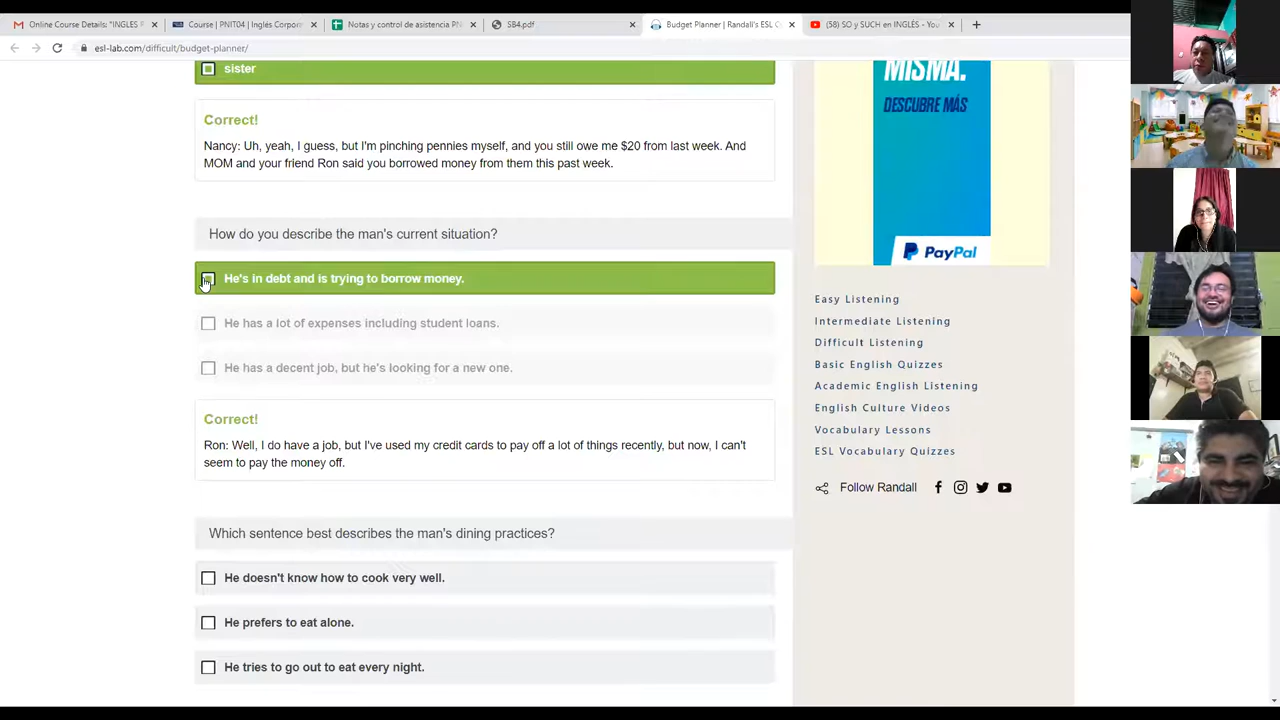 Online Course Details: "INGLES F
Course | PNIT04 | Inglés Corpor
Notas y control de asistencia PN
SB4.pdf
Budget Planner | Randall's ESL C
(58) SO y SUCH en INGLÉS - You
esl-lab.com/difficult/budget-planner/
sister
Correct!
Nancy: Uh, yeah, I guess, but I'm pinching pennies myself, and you still owe me $20 from last week. And
MOM and your friend Ron said you borrowed money from them this past week.
How do you describe the man's current situation?
He's in debt and is trying to borrow money.
He has a lot of expenses including student loans.
He has a decent job, but he's looking for a new one.
Correct!
Ron: Well, I do have a job, but I've used my credit cards to pay off a lot of things recently, but now, I can't
seem to pay the money off.
Which sentence best describes the man's dining practices?
He doesn't know how to cook very well.
He prefers to eat alone.
He tries to go out to eat every night.
MISMA.
DESCUBRE MÁS
PayPal
Easy Listening
Intermediate Listening
Difficult Listening
Basic English Quizzes
Academic English Listening
English Culture Videos
Vocabulary Lessons
ESL Vocabulary Quizzes
Follow Randall